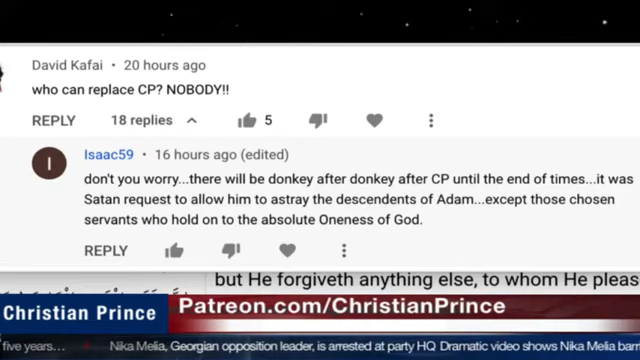 David Kafai • 20 hours ago
who can replace CP? NOBODY!!
REPLY 18 replies 5
I
Isaac59 • 16 hours ago (edited)
don't you worry...there will be donkey after donkey after CP until the end of times...it was
Satan request to allow him to astray the descendents of Adam...except those chosen
servants who hold on to the absolute Oneness of God.
REPLY
but He forgiveth anything else, to whom He pleas
Christian Prince
Patreon.com/ChristianPrince
five years... Nika Melia, Georgian opposition leader, is arrested at party HQ Dramatic video shows Nika Melia bar